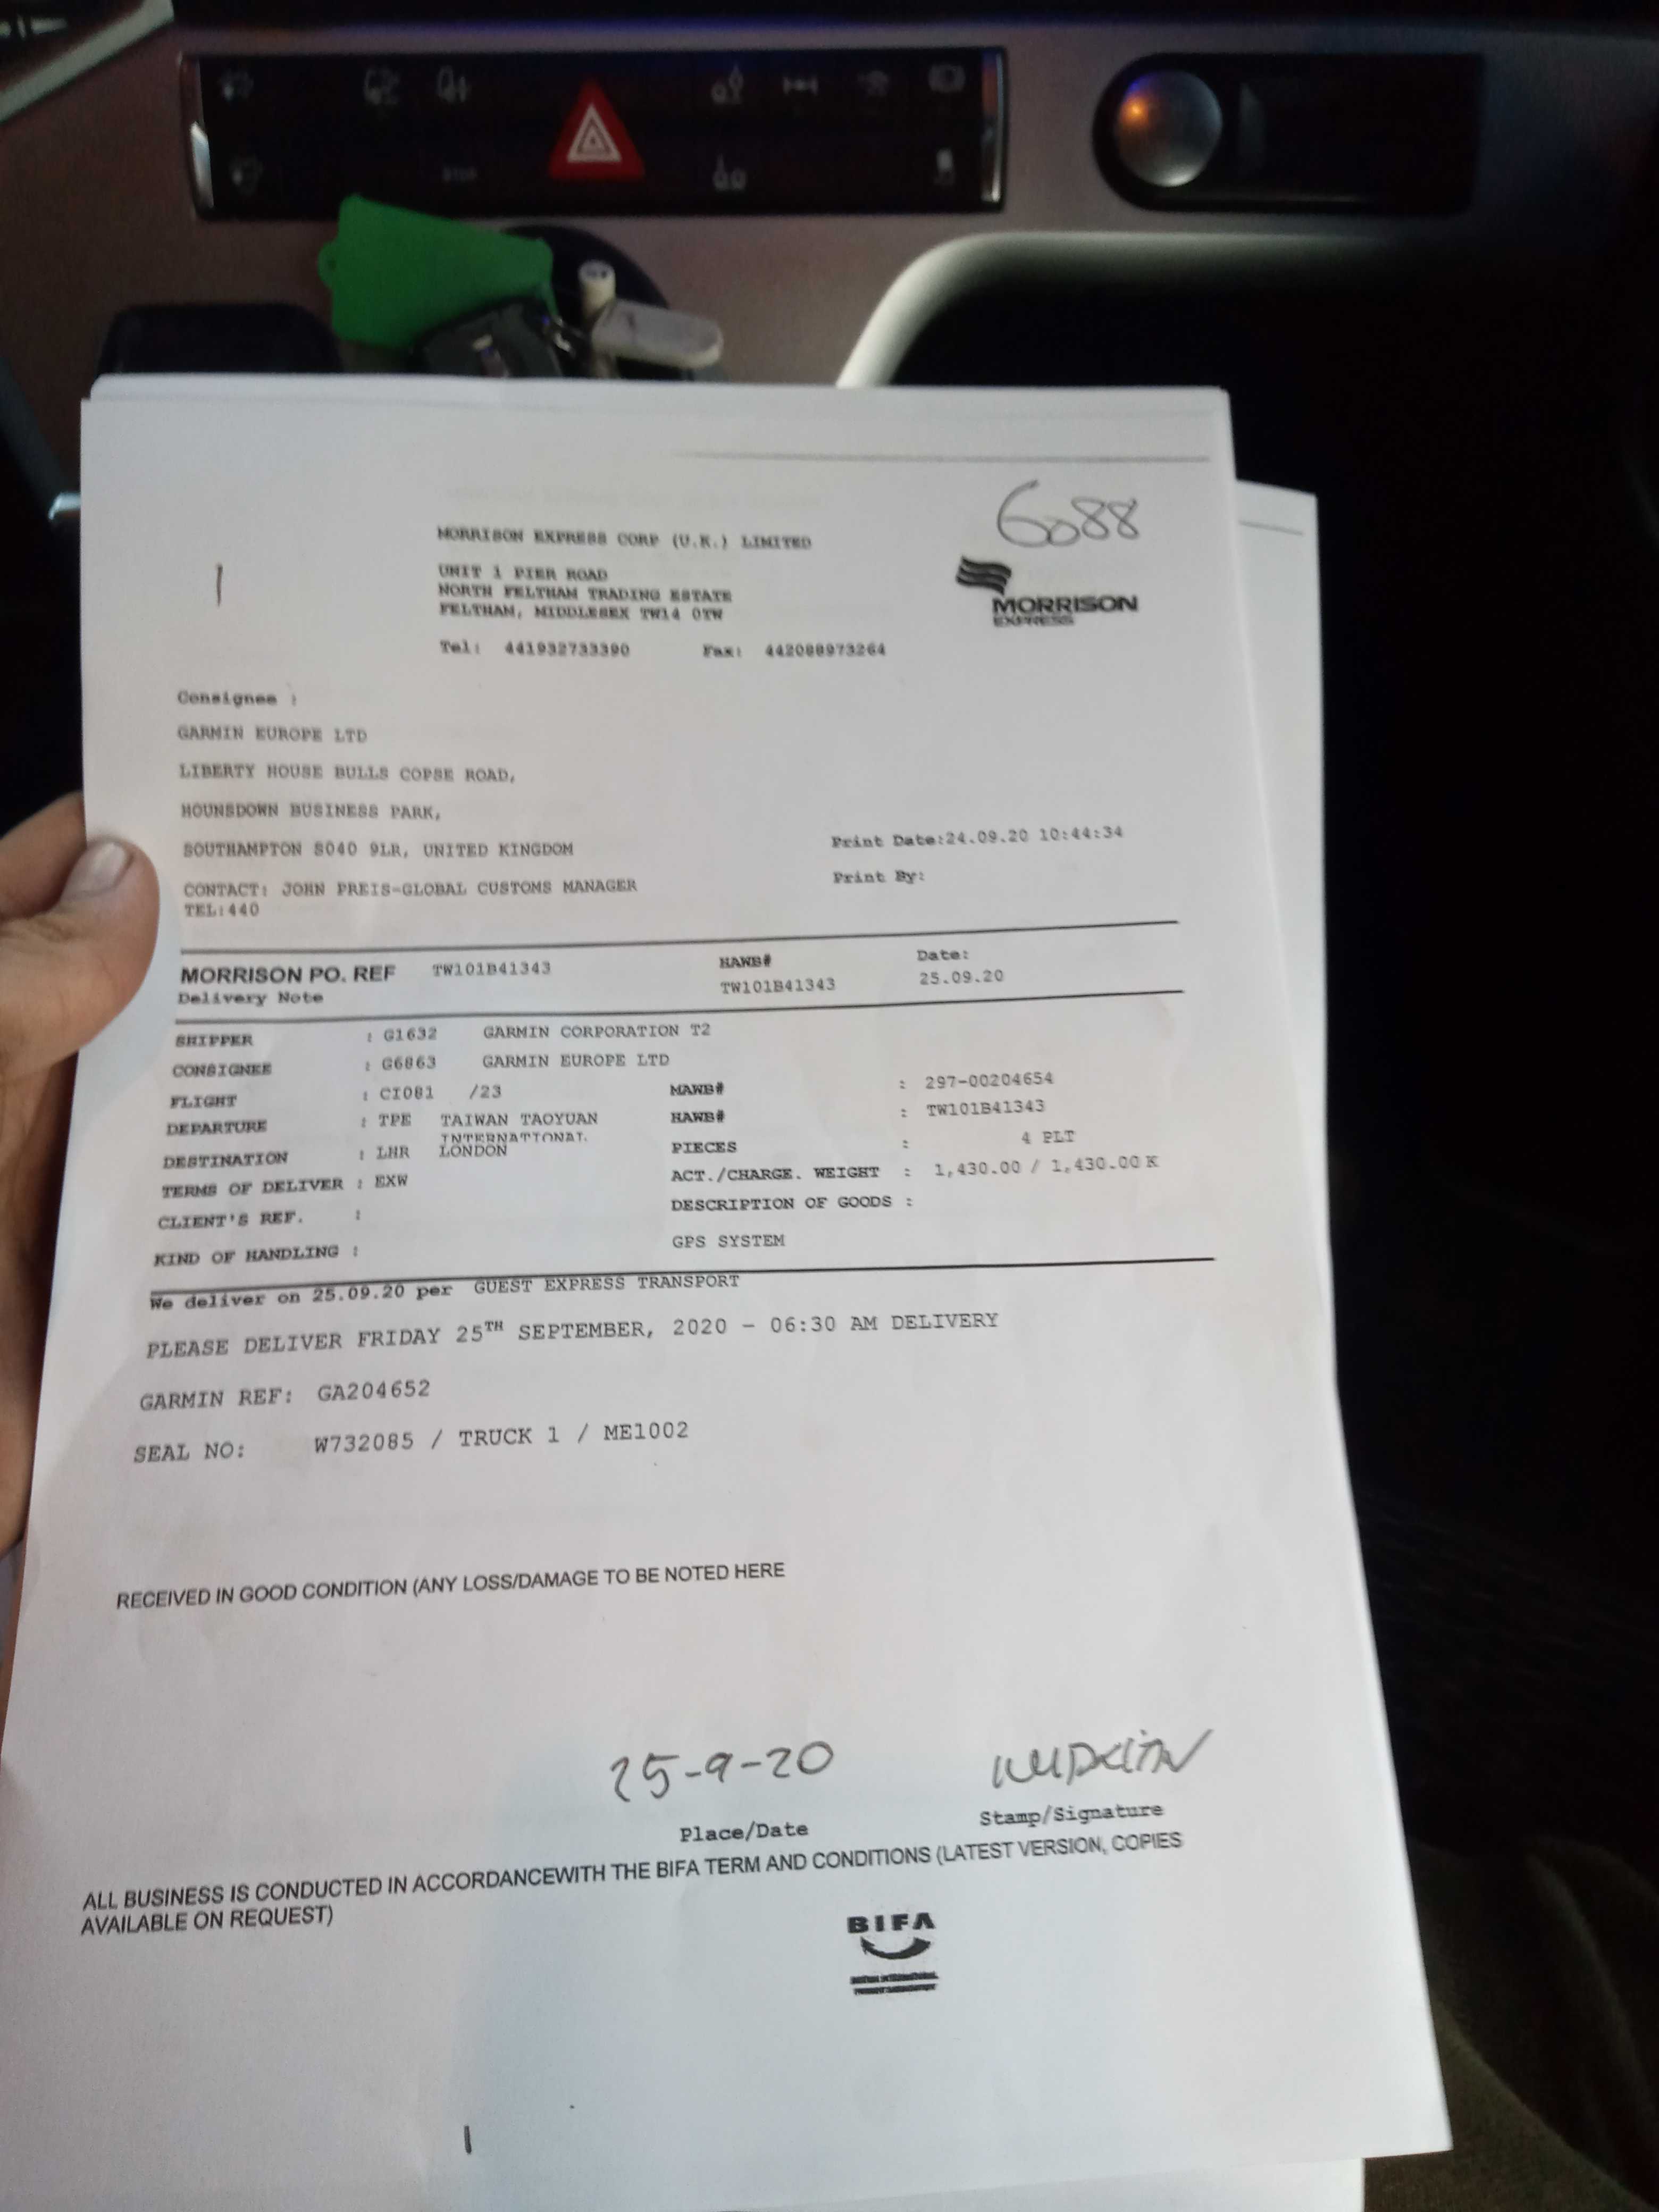 6088
MORRISON EXPRESS CORP (U.K.) LIMITED
UNIT 1 PIER ROAD
NORTH FELTHAM TRADING ESTATE
FELTHAM, MIDDLESEX TW14 0TW
MORRISON
EXPRESS
Tel: 441932733390 Fax: 442088973264
Consignee :
GARMIN EUROPE LTD
LIBERTY HOUSE BULLS COPSE ROAD,
HOUNSDOWN BUSINESS PARK,
SOUTHAMPTON SO40 9LR, UNITED KINGDOM
Print Date:24.09.20 10:44:34
CONTACT: JOHN PREIS-GLOBAL CUSTOMS MANAGER
Print By:
TEL:440
MORRISON PO. REF TW101B41343 HAWB# Date:
Delivery Note TW101B41343 25.09.20
SHIPPER : G1632 GARMIN CORPORATION T2
CONSIGNEE : G6863 GARMIN EUROPE LTD
FLIGHT : CI081 /23 MAWB# : 297-00204654
DEPARTURE : TPE TAIWAN TAOYUAN INTERNATIONAL HAWB# : TW101B41343
DESTINATION : LHR LONDON PIECES : 4 PLT
TERMS OF DELIVER : EXW ACT./CHARGE. WEIGHT : 1,430.00 / 1,430.00 K
CLIENT'S REF. : DESCRIPTION OF GOODS :
KIND OF HANDLING : GPS SYSTEM
We deliver on 25.09.20 per GUEST EXPRESS TRANSPORT
PLEASE DELIVER FRIDAY 25TH SEPTEMBER, 2020 - 06:30 AM DELIVERY
GARMIN REF: GA204652
SEAL NO: W732085 / TRUCK 1 / ME1002
RECEIVED IN GOOD CONDITION (ANY LOSS/DAMAGE TO BE NOTED HERE
25-9-20
Place/Date Stamp/Signature
ALL BUSINESS IS CONDUCTED IN ACCORDANCEWITH THE BIFA TERM AND CONDITIONS (LATEST VERSION, COPIES
AVAILABLE ON REQUEST)
BIFA